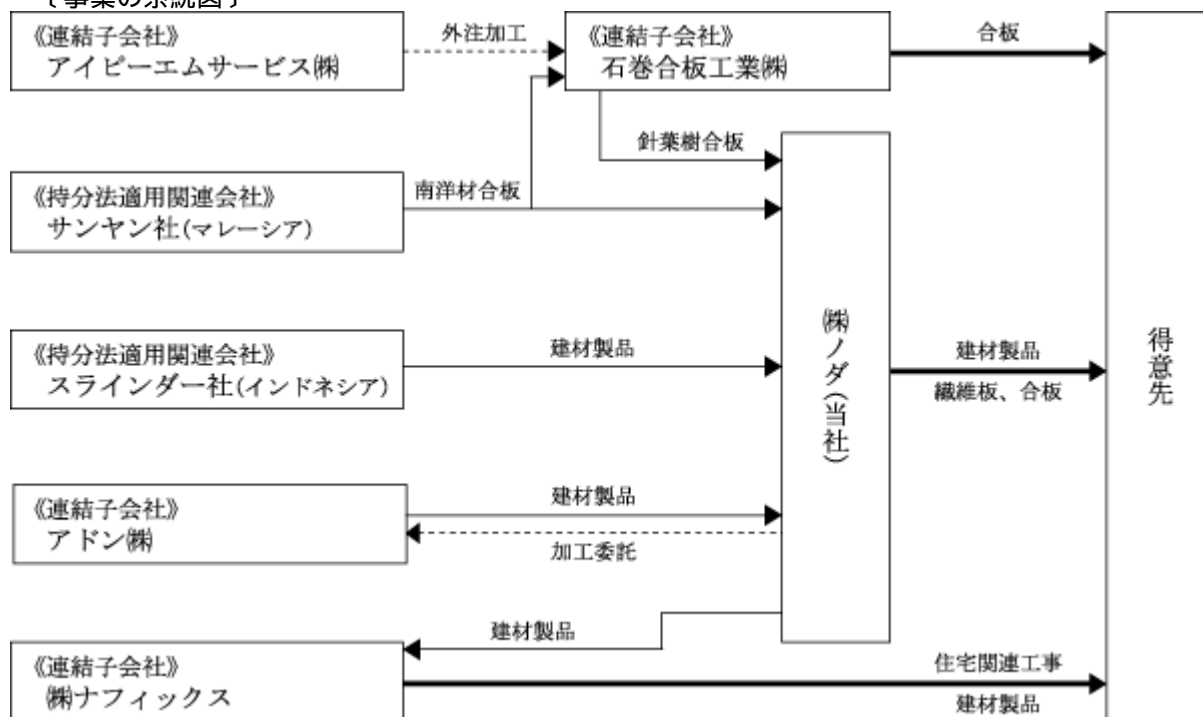 〔事業の系統図〕
《連結子会社》
アイピーエムサービス㈱
外注加工
《連結子会社》
石巻合板工業㈱
合板
針葉樹合板
《持分法適用関連会社》
サンヤン社(マレーシア)
南洋材合板
《持分法適用関連会社》
スラインダー社(インドネシア)
建材製品
㈱ノダ(当社)
建材製品
繊維板、合板
得意先
《連結子会社》
アドン㈱
建材製品
加工委託
建材製品
《連結子会社》
㈱ナフィックス
住宅関連工事
建材製品